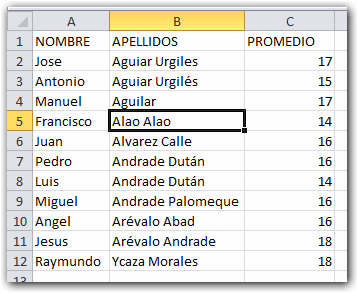 A B C
1 NOMBRE APELLIDOS PROMEDIO
2 Jose Aguiar Urgiles 17
3 Antonio Aguiar Urgilés 15
4 Manuel Aguilar 17
5 Francisco Alao Alao 14
6 Juan Alvarez Calle 16
7 Pedro Andrade Dután 16
8 Luis Andrade Dután 14
9 Miguel Andrade Palomeque 16
10 Angel Arévalo Abad 16
11 Jesus Arévalo Andrade 18
12 Raymundo Ycaza Morales 18
13